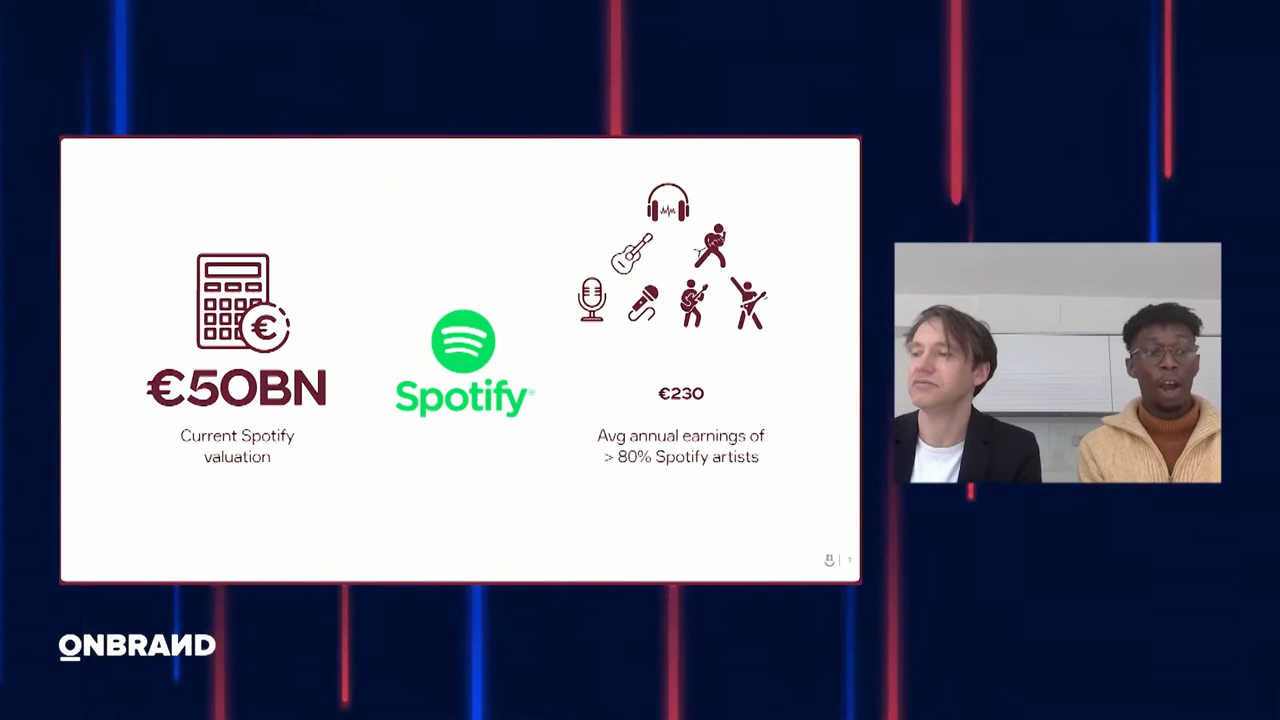 €50BN
Current Spotify
valuation
Spotify
€230
Avg annual earnings of
> 80% Spotify artists
ONBRAND